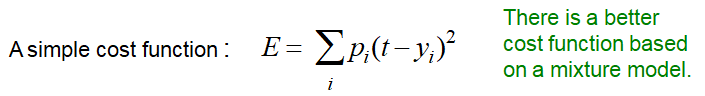 A simple cost function : E = ∑ p_i (t − y_i)^2
i
There is a better
cost function based
on a mixture model.